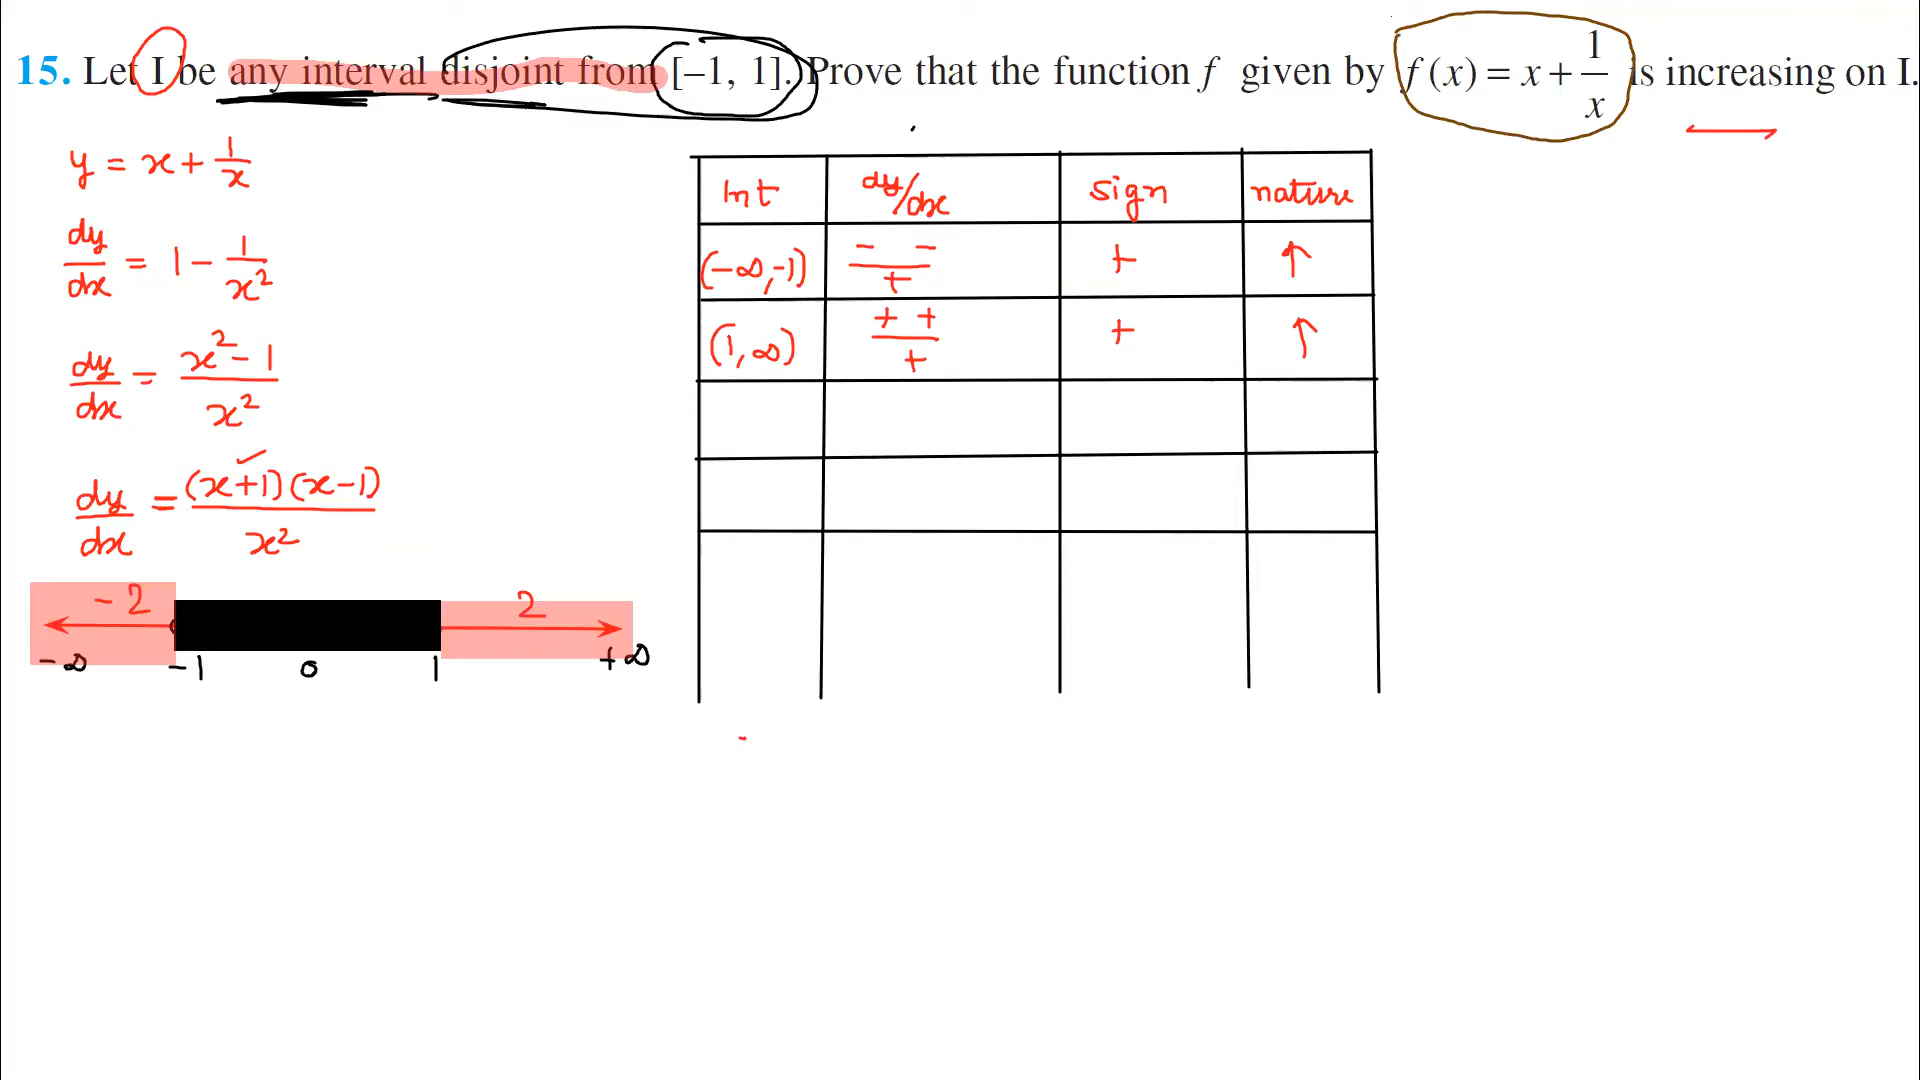 15. Let I be any interval disjoint from [–1, 1]. Prove that the function f given by f (x) = x + 1/x is increasing on I.
y = x + 1/x
dy/dx = 1 - 1/x²
dy/dx = x² - 1 / x²
dy/dx = (x+1)(x-1) / x²
-2 2
-∞ -1 0 1 +∞
Int dy/dx sign nature
(-∞,-1) - - / + + ↑
(1,∞) + + / + + ↑